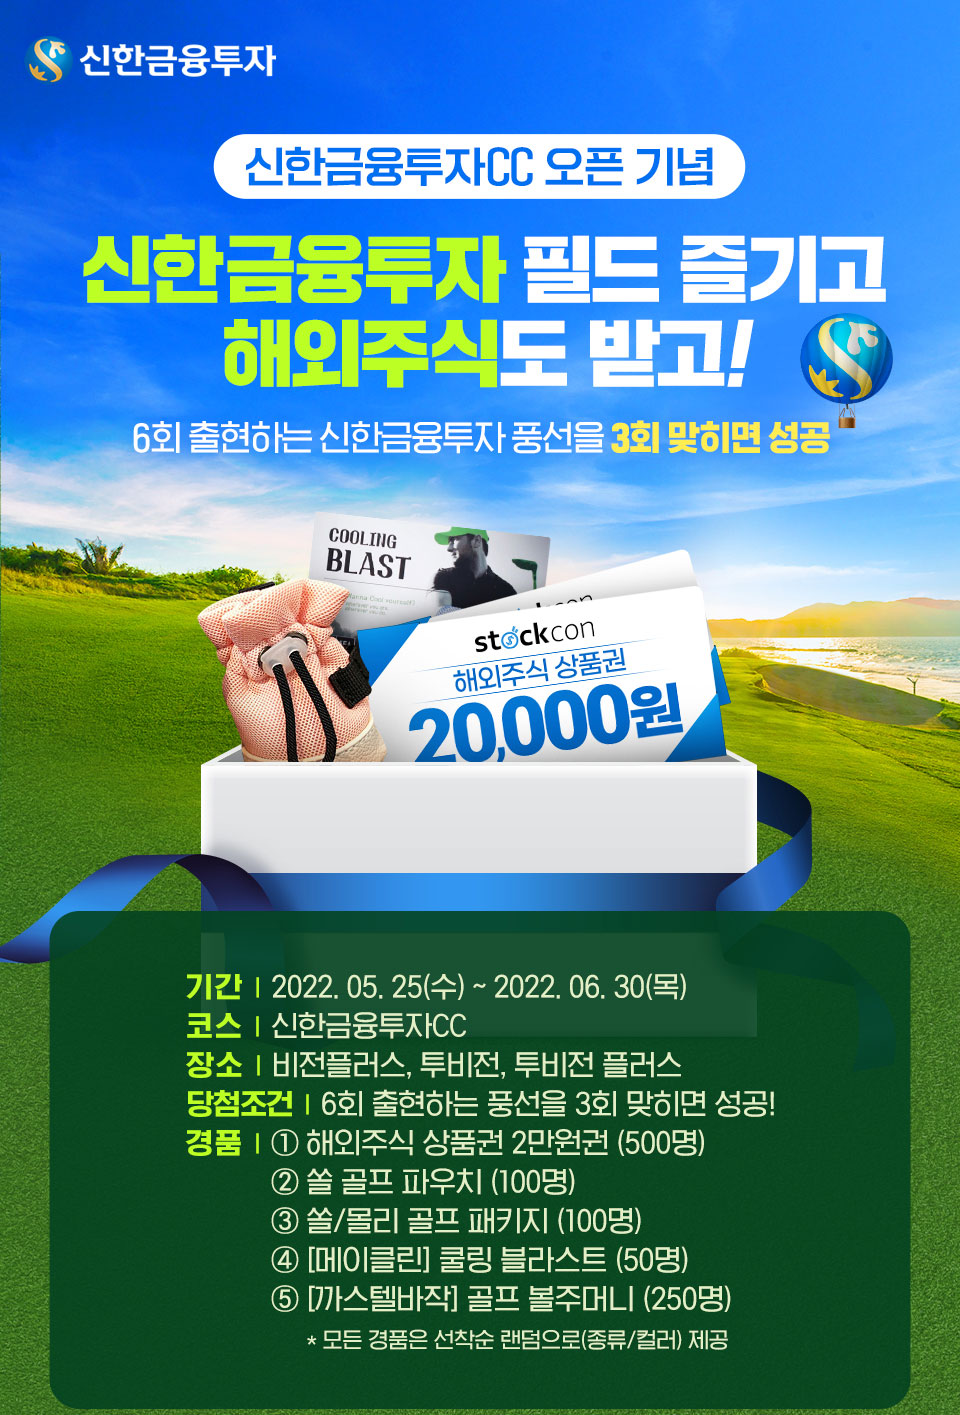 신한금융투자
신한금융투자CC 오픈 기념
신한금융투자 필드 즐기고
해외주식도 받고!
6회 출현하는 신한금융투자 풍선을 3회 맞히면 성공
COOLING
BLAST
stockcon
해외주식 상품권
20,000원
기간 | 2022. 05. 25(수) ~ 2022. 06. 30(목)
코스 | 신한금융투자CC
장소 | 비전플러스, 투비전, 투비전 플러스
당첨조건 | 6회 출현하는 풍선을 3회 맞히면 성공!
경품 | ① 해외주식 상품권 2만원권 (500명)
② 쏠 골프 파우치 (100명)
③ 쏠/몰리 골프 패키지 (100명)
④ [메이클린] 쿨링 블라스트 (50명)
⑤ [까스텔바작] 골프 볼주머니 (250명)
* 모든 경품은 선착순 랜덤으로(종류/컬러) 제공